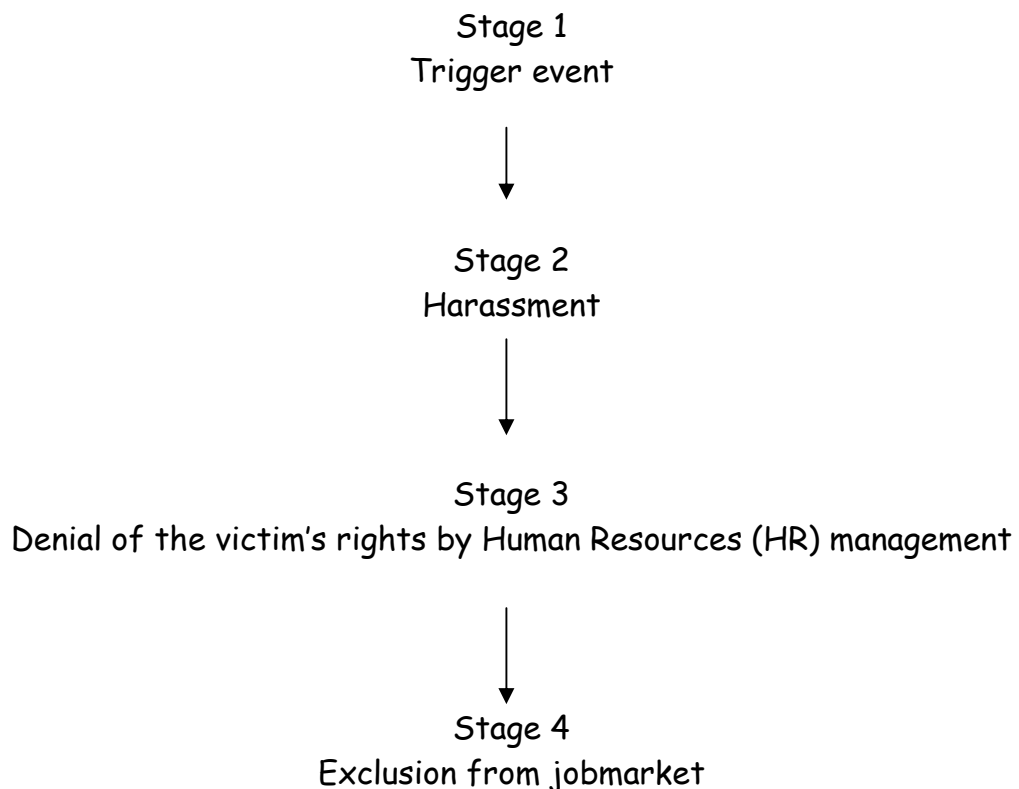 Stage 1
Trigger event
Stage 2
Harassment
Stage 3
Denial of the victim’s rights by Human Resources (HR) management
Stage 4
Exclusion from jobmarket